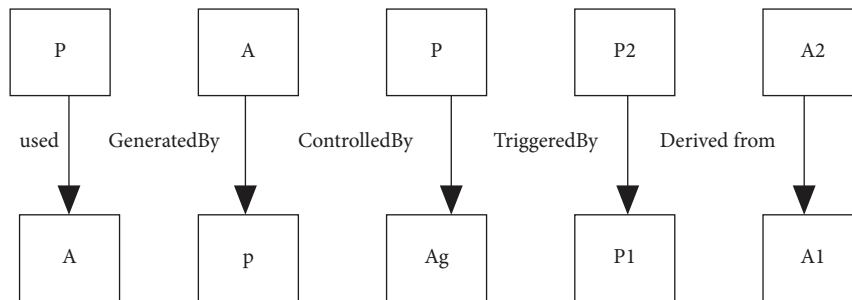 P
A
P
P2
A2
used
GeneratedBy
ControlledBy
TriggeredBy
Derived from
A
p
Ag
P1
A1